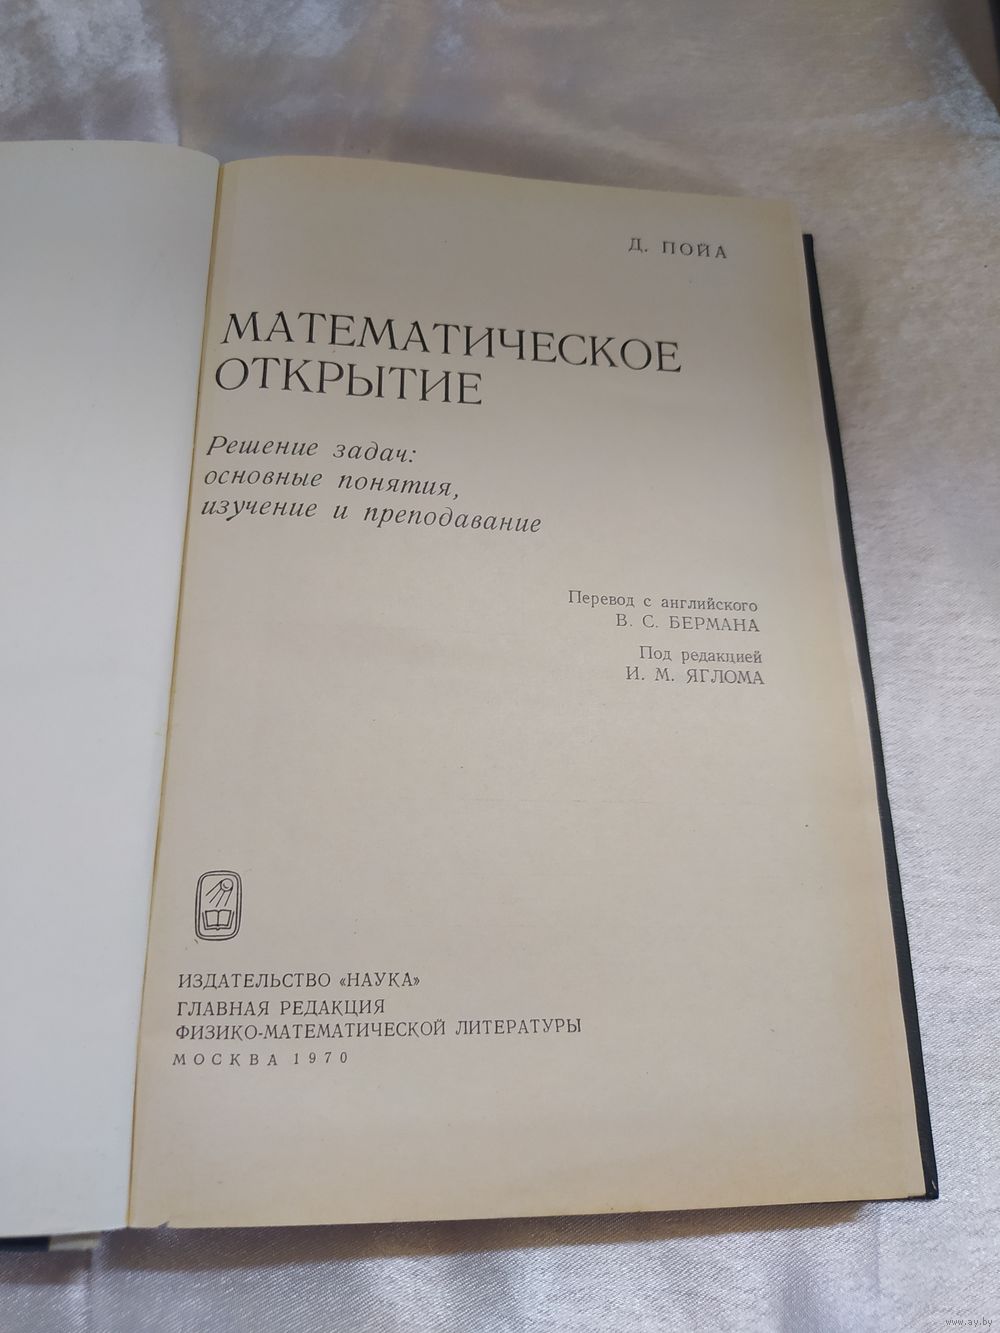 Д. ПОЙА
МАТЕМАТИЧЕСКОЕ
ОТКРЫТИЕ
Решение задач:
основные понятия,
изучение и преподавание
Перевод с английского
В. С. БЕРМАНА
Под редакцией
И. М. ЯГЛОМА
ИЗДАТЕЛЬСТВО «НАУКА»
ГЛАВНАЯ РЕДАКЦИЯ
ФИЗИКО-МАТЕМАТИЧЕСКОЙ ЛИТЕРАТУРЫ
МОСКВА 1970
www.ay.by